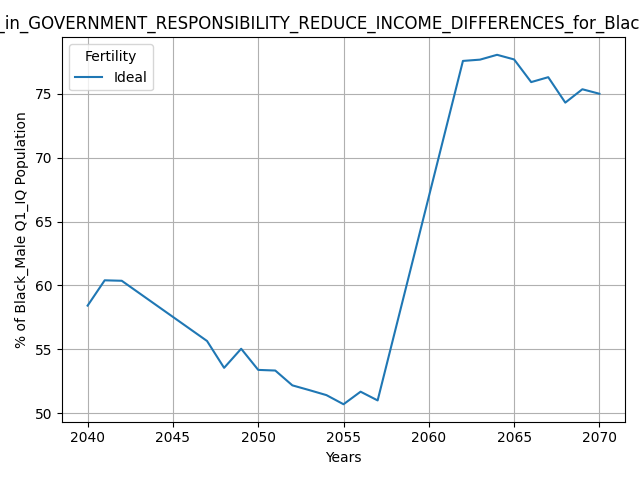 _in_GOVERNMENT_RESPONSIBILITY_REDUCE_INCOME_DIFFERENCES_for_Blac
Fertility
Ideal
75
70
65
60
55
50
% of Black_Male Q1_IQ Population
2040 2045 2050 2055 2060 2065 2070
Years